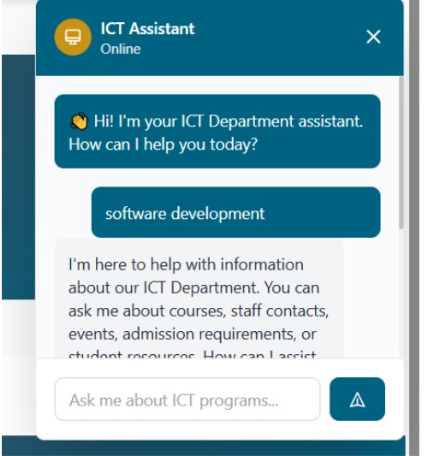 ICT Assistant
Online
👋 Hi! I'm your ICT Department assistant.
How can I help you today?
software development
I'm here to help with information
about our ICT Department. You can
ask me about courses, staff contacts,
events, admission requirements, or
student resources. How can I assist
Ask me about ICT programs...